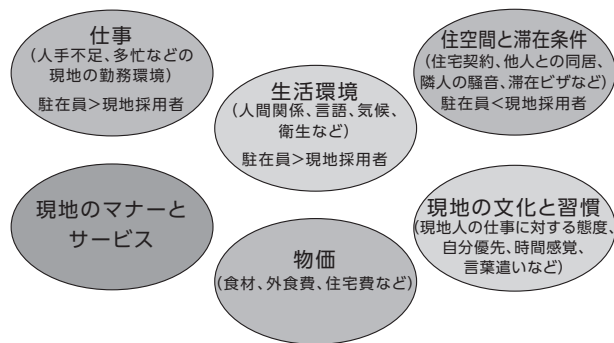 仕事
(人手不足、多忙などの
現地の勤務環境)
駐在員>現地採用者
生活環境
(人間関係、言語、気候、
衛生など)
駐在員>現地採用者
住空間と滞在条件
(住宅契約、他人との同居、
隣人の騒音、滞在ビザなど)
駐在員<現地採用者
現地のマナーと
サービス
物価
(食材、外食費、住宅費など)
現地の文化と習慣
(現地人の仕事に対する態度、
自分優先、時間感覚、
言葉遣いなど)